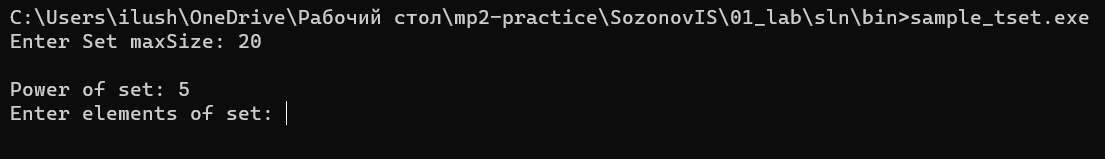 C:\Users\ilush\OneDrive\Рабочий стол\mp2-practice\SozonovIS\01_lab\sln\bin>sample_tset.exe
Enter Set maxSize: 20
Power of set: 5
Enter elements of set: